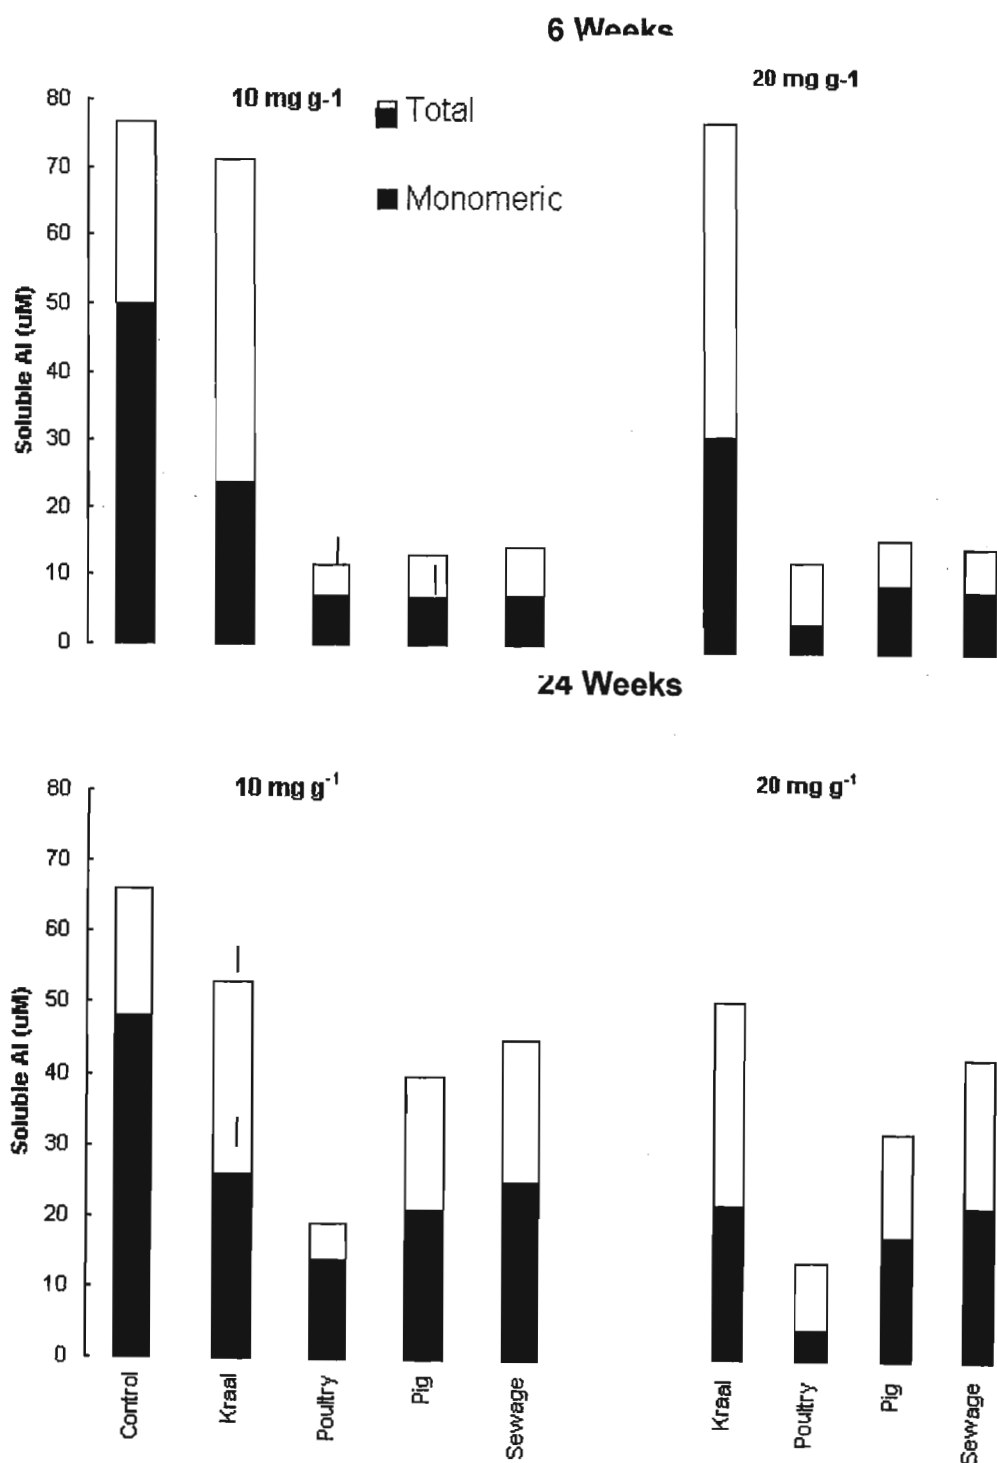 6 Weeks
10 mg g-1
20 mg g-1
Total
Monomeric
80
70
60
50
40
30
20
10
0
Soluble Al (uM)
24 Weeks
10 mg g-1
20 mg g-1
80
70
60
50
40
30
20
10
0
Soluble Al (uM)
Control
Kraal
Poultry
Pig
Sewage
Kraal
Poultry
Pig
Sewage